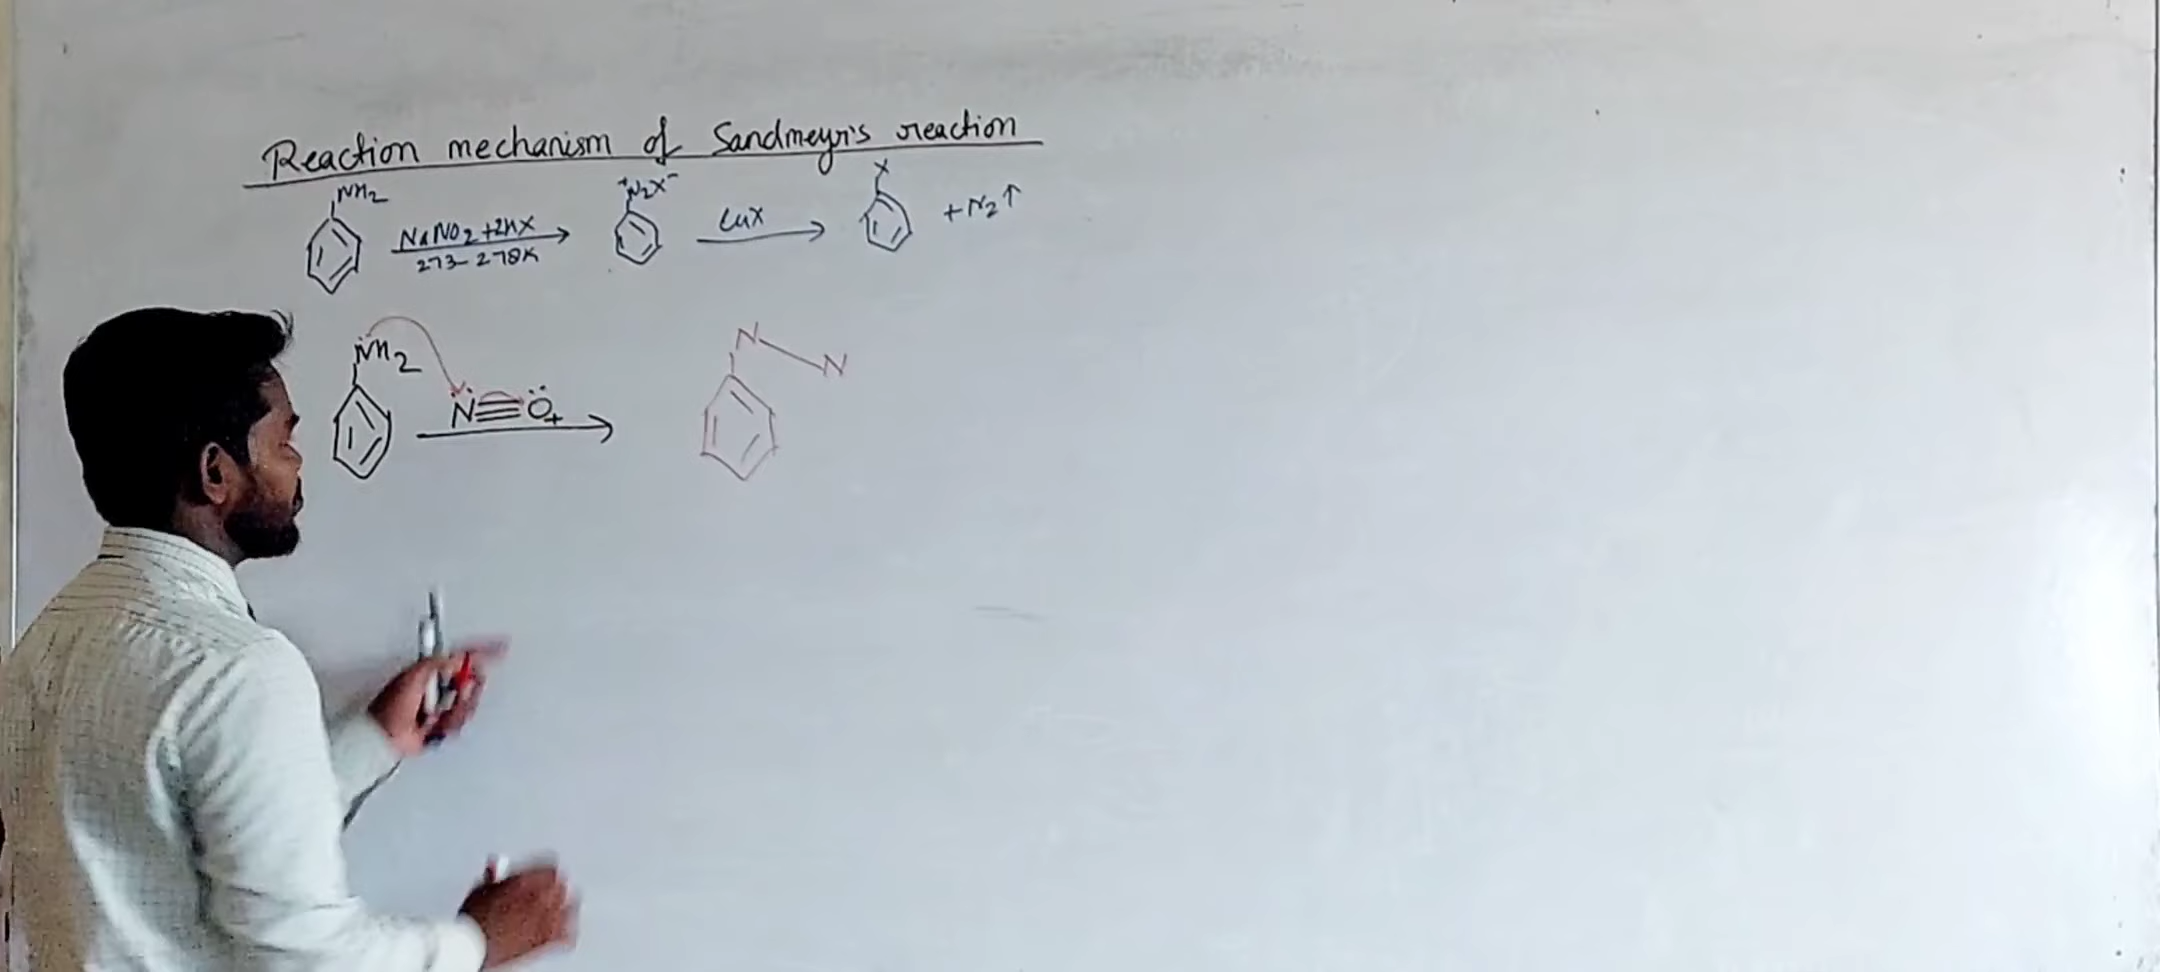 Reaction mechanism of Sandmeyr's reaction
NH2 NaNO2+2HX 273-278K +N2X- CuX X +N2↑
NH2 N≡O+ N N